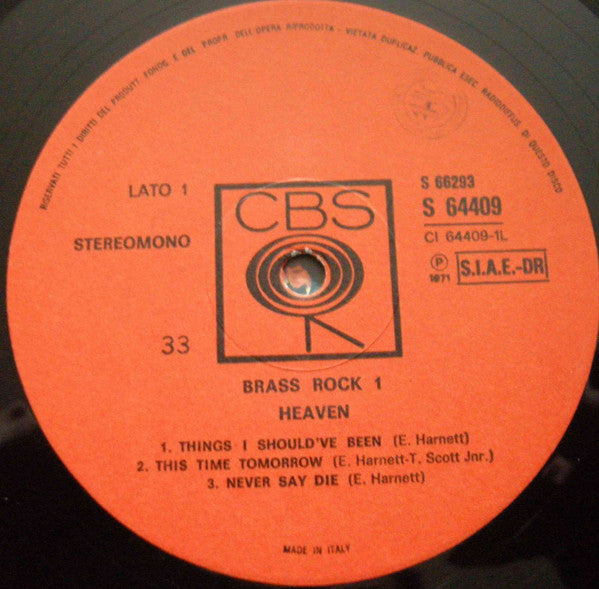 RISERVATI TUTTI I DIRITTI DEL PRODUTT. FONOG. E DEL PROPR. DELL'OPERA RIPRODOTTA - VIETATA DUPLICAZ. PUBBLICA ESEC. RADIODIFFUS. DI QUESTO DISCO
LATO 1
STEREOMONO
33
CBS
S 66293
S 64409
CI 64409-1L
℗
1971
S.I.A.E.-DR
BRASS ROCK 1
HEAVEN
1. THINGS I SHOULD'VE BEEN (E. Harnett)
2. THIS TIME TOMORROW (E. Harnett-T. Scott Jnr.)
3. NEVER SAY DIE (E. Harnett)
MADE IN ITALY